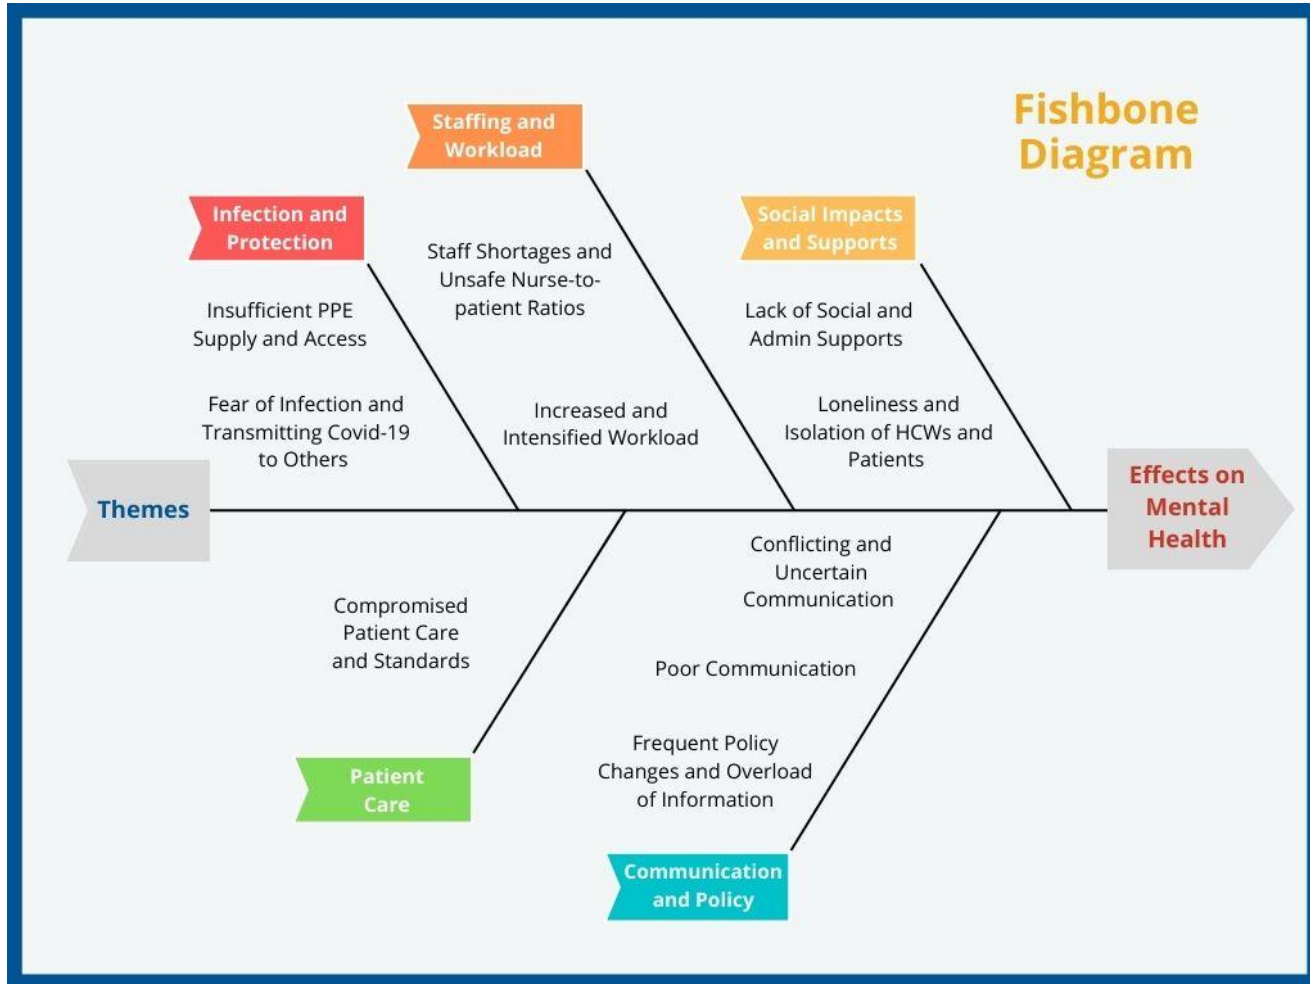 Fishbone
Diagram
Staffing and
Workload
Infection and
Protection
Social Impacts
and Supports
Staff Shortages and
Unsafe Nurse-to-
patient Ratios
Insufficient PPE
Supply and Access
Lack of Social and
Admin Supports
Fear of Infection and
Transmitting Covid-19
to Others
Increased and
Intensified Workload
Loneliness and
Isolation of HCWs and
Patients
Themes
Effects on
Mental
Health
Conflicting and
Uncertain
Communication
Compromised
Patient Care
and Standards
Poor Communication
Frequent Policy
Changes and Overload
of Information
Patient
Care
Communication
and Policy